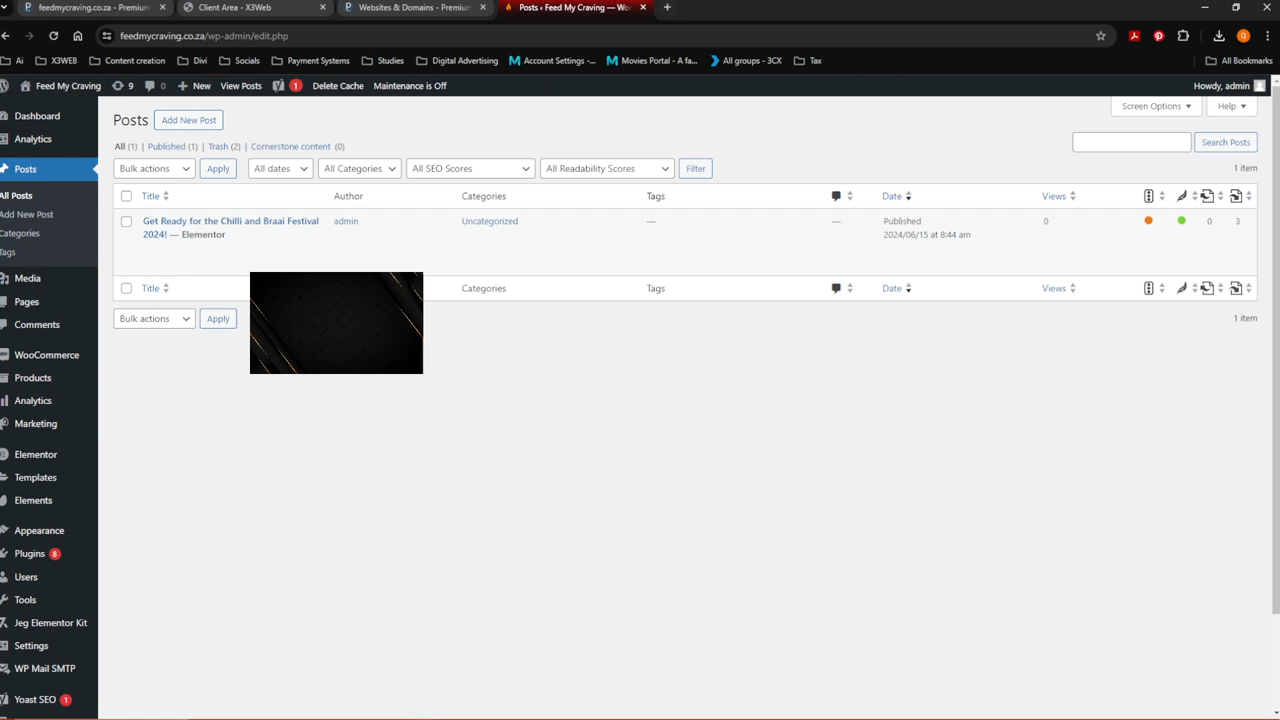 feedmycraving.co.za - Premium
Client Area - X3Web
Websites & Domains - Premium
Posts ‹ Feed My Craving — Wo
feedmycraving.co.za/wp-admin/edit.php
Ai
X3WEB
Content creation
Divi
Socials
Payment Systems
Studies
Digital Advertising
Account Settings -...
Movies Portal - A fa...
All groups - 3CX
Tax
All Bookmarks
Feed My Craving
9
0
New
View Posts
1
Delete Cache
Maintenance is Off
Howdy, admin
Dashboard
Analytics
Posts
All Posts
Add New Post
Categories
Tags
Media
Pages
Comments
WooCommerce
Products
Analytics
Marketing
Elementor
Templates
Elements
Appearance
Plugins 8
Users
Tools
Jeg Elementor Kit
Settings
WP Mail SMTP
Yoast SEO 1
Screen Options
Help
Posts
Add New Post
All (1) | Published (1) | Trash (2) | Cornerstone content (0)
Search Posts
Bulk actions
Apply
All dates
All Categories
All SEO Scores
All Readability Scores
Filter
1 item
Title
Author
Categories
Tags
Date
Views
Get Ready for the Chilli and Braai Festival
2024! — Elementor
admin
Uncategorized
—
—
Published
2024/06/15 at 8:44 am
0
0
3
Title
Categories
Tags
Date
Views
Bulk actions
Apply
1 item